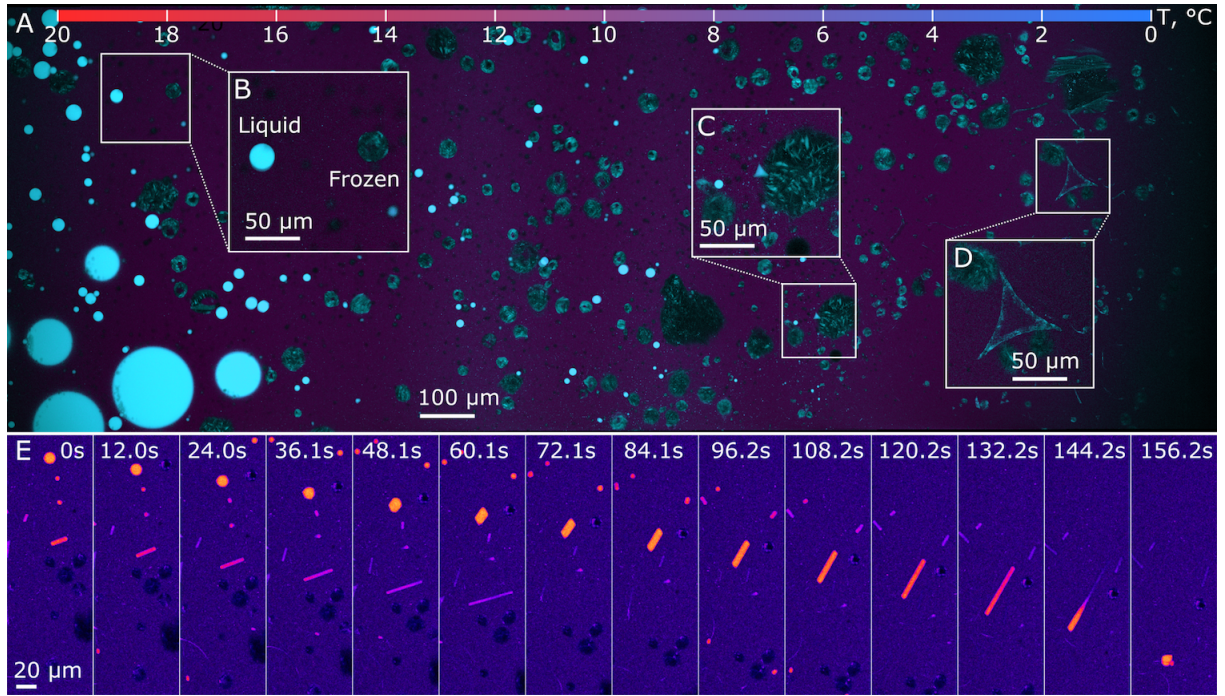 A
T, °C
20 18 16 14 12 10 8 6 4 2 0
B
Liquid
Frozen
50 μm
C
50 μm
D
50 μm
100 μm
E 0s 12.0s 24.0s 36.1s 48.1s 60.1s 72.1s 84.1s 96.2s 108.2s 120.2s 132.2s 144.2s 156.2s
20 μm